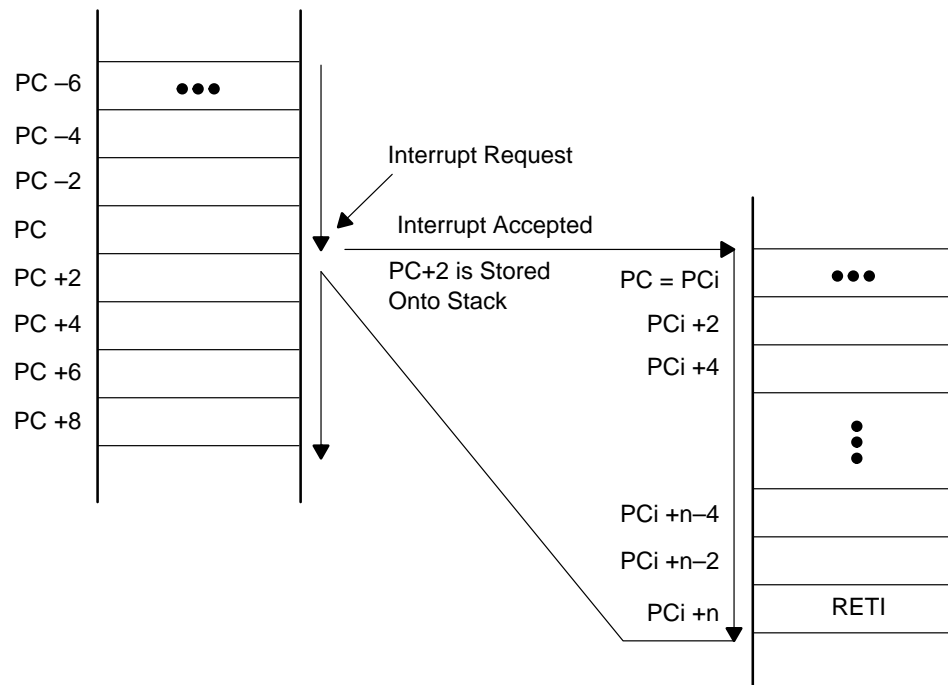 PC –6
PC –4
PC –2
PC
PC +2
PC +4
PC +6
PC +8
Interrupt Request
Interrupt Accepted
PC+2 is Stored
Onto Stack
PC = PCi
PCi +2
PCi +4
PCi +n–4
PCi +n–2
PCi +n
RETI